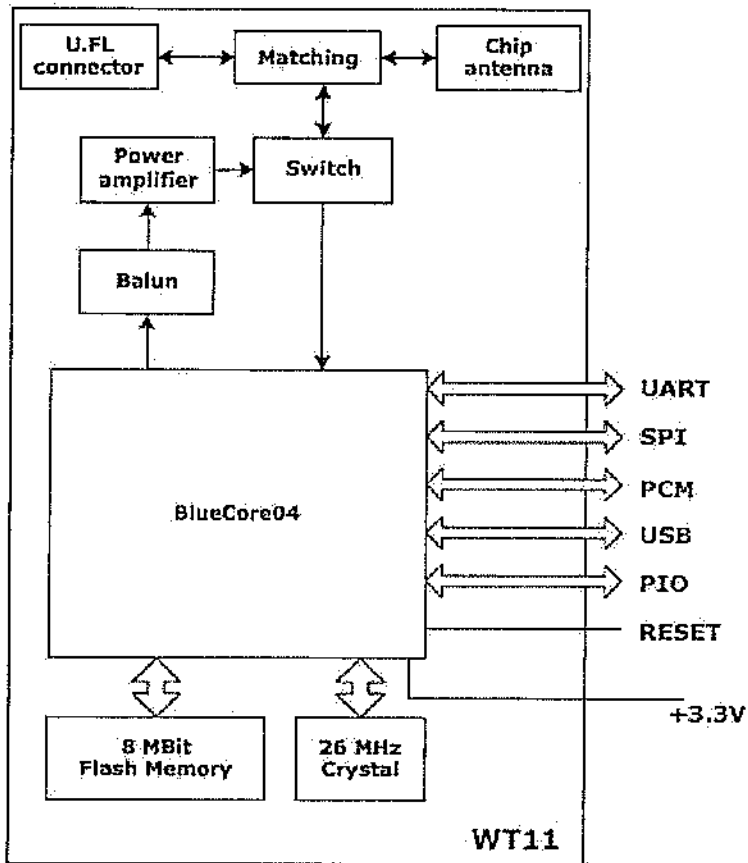 U.FL
connector
Matching
Chip
antenna
Power
amplifier
Switch
Balun
BlueCore04
UART
SPI
PCM
USB
PIO
RESET
+3.3V
8 MBit
Flash Memory
26 MHz
Crystal
WT11